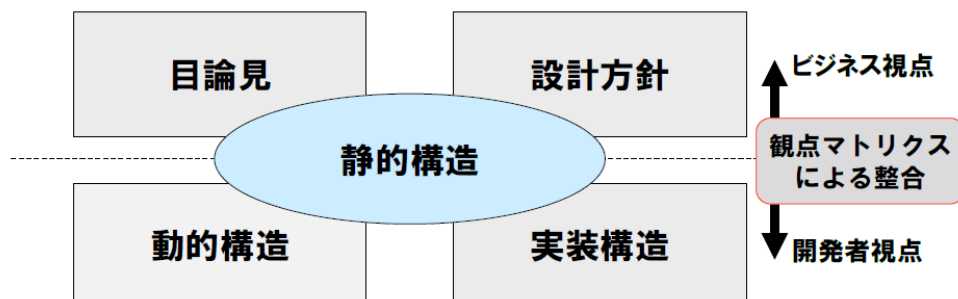 目論見
設計方針
ビジネス視点
静的構造
観点マトリクス
による整合
動的構造
実装構造
開発者視点